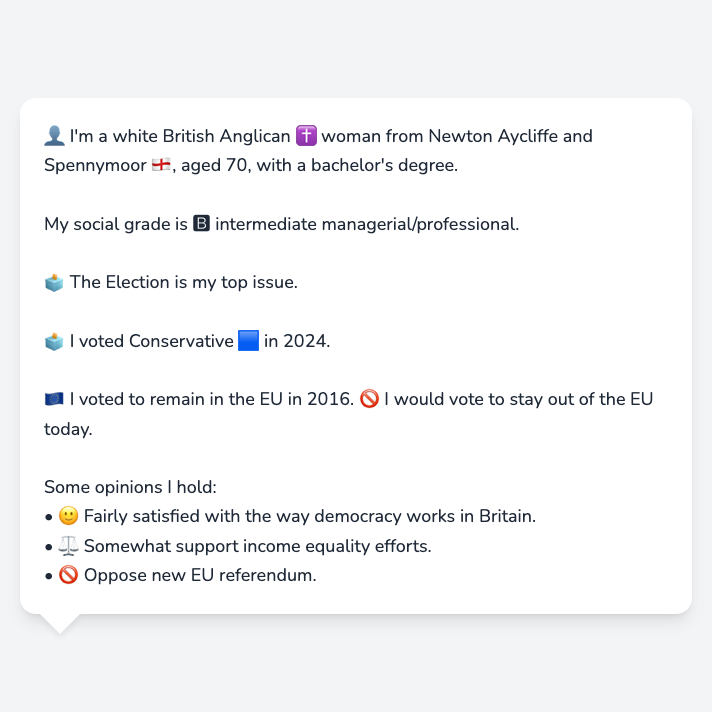 👤 I'm a white British Anglican ✝️ woman from Newton Aycliffe and
Spennymoor 🏴󠁧󠁢󠁥󠁮󠁧󠁿, aged 70, with a bachelor's degree.
My social grade is 🅱 intermediate managerial/professional.
🗳️ The Election is my top issue.
🗳️ I voted Conservative 🟦 in 2024.
🇪🇺 I voted to remain in the EU in 2016. 🚫 I would vote to stay out of the EU
today.
Some opinions I hold:
• 🙂 Fairly satisfied with the way democracy works in Britain.
• ⚖️ Somewhat support income equality efforts.
• 🚫 Oppose new EU referendum.